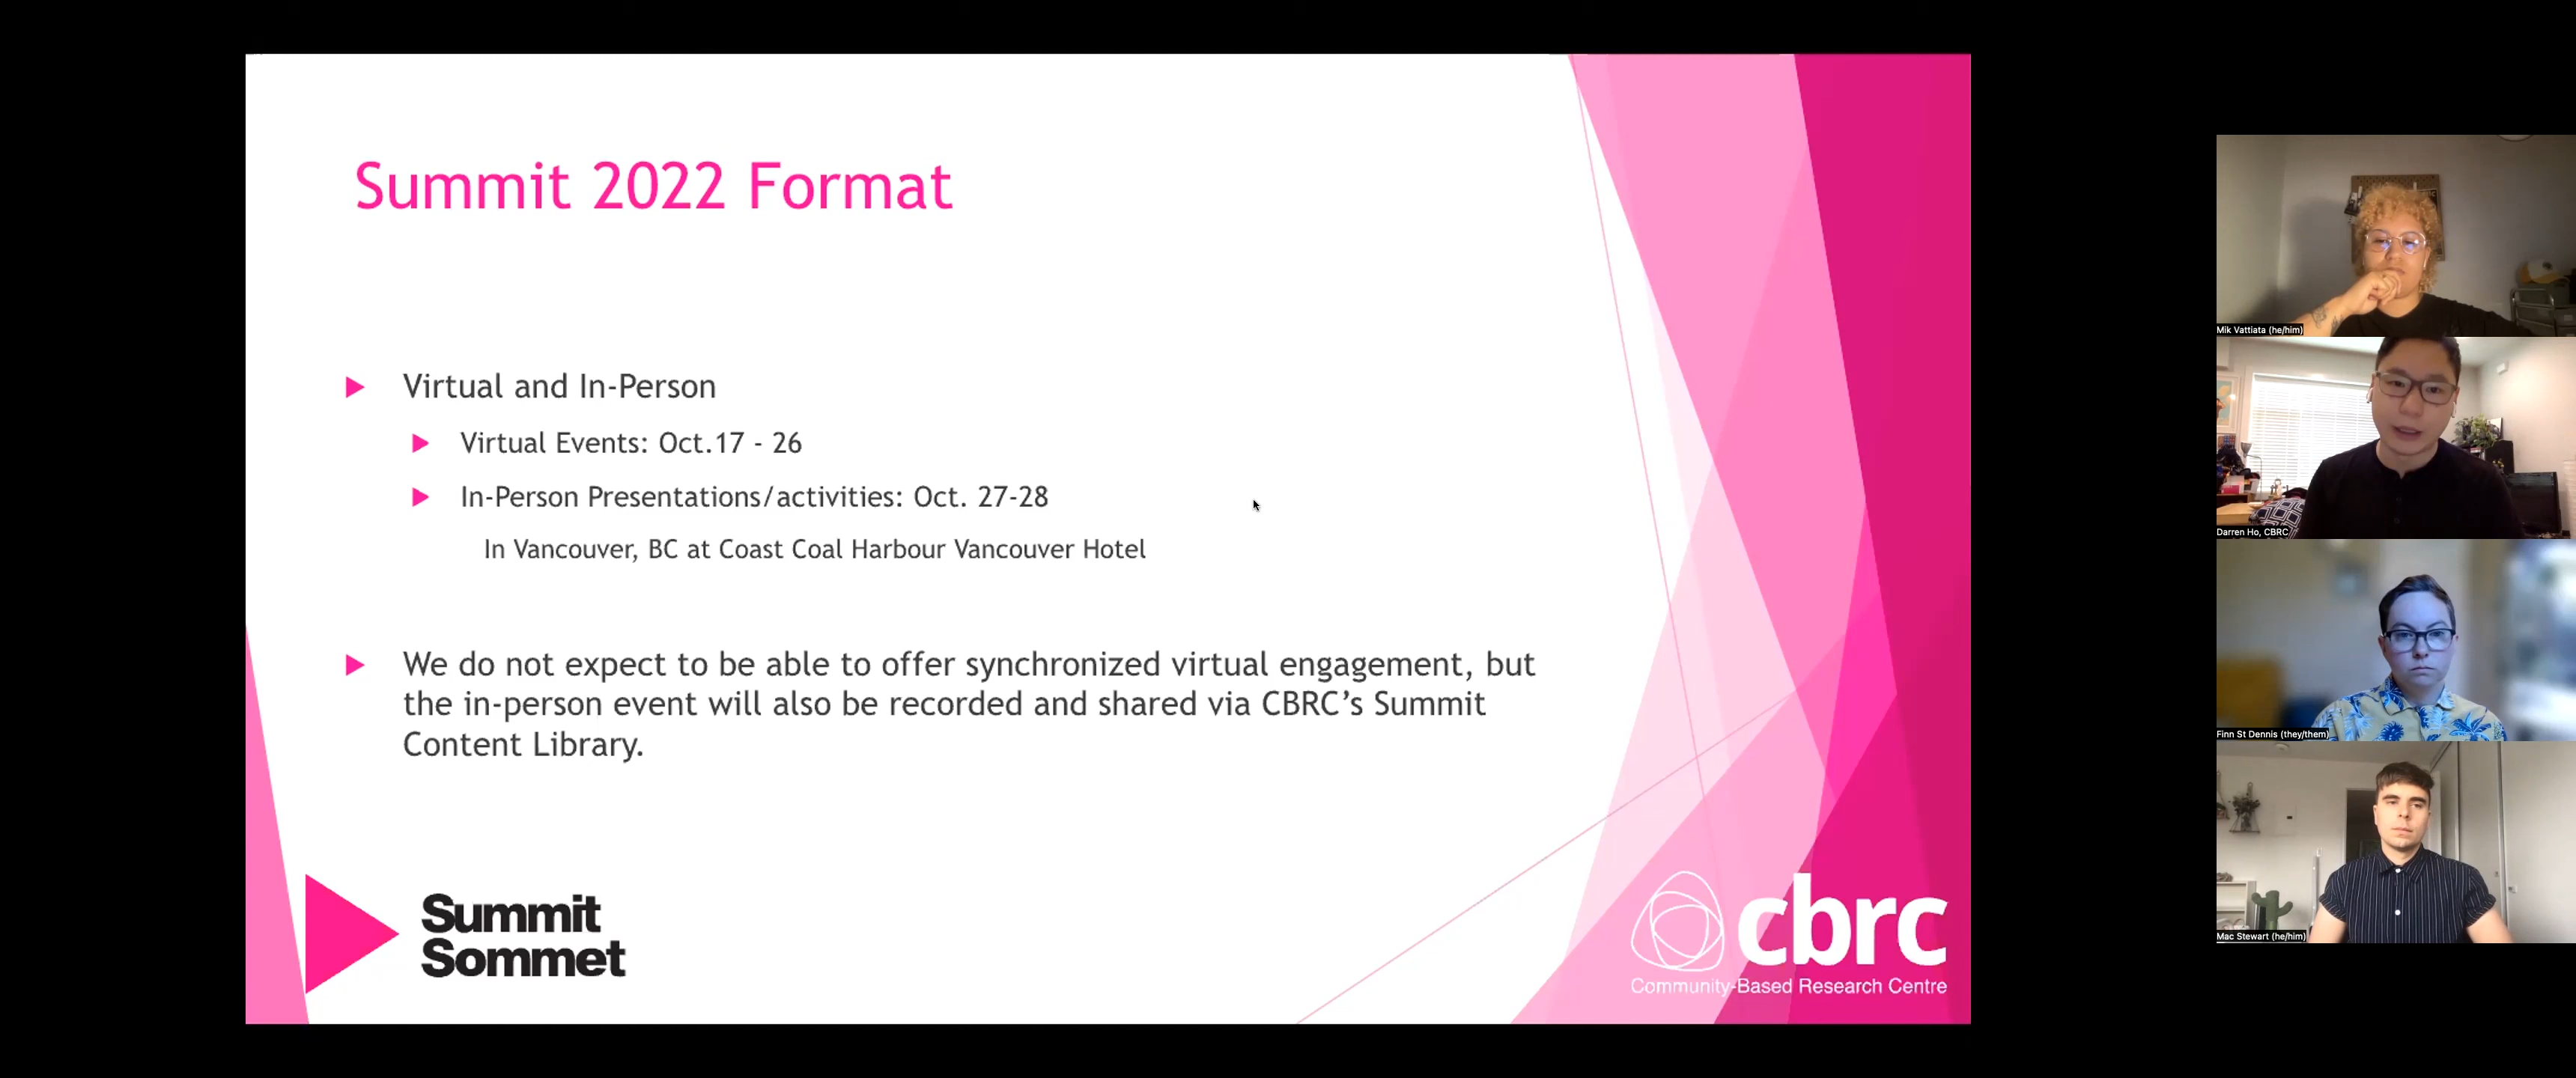 Summit 2022 Format
Virtual and In-Person
Virtual Events: Oct.17 - 26
In-Person Presentations/activities: Oct. 27-28
In Vancouver, BC at Coast Coal Harbour Vancouver Hotel
We do not expect to be able to offer synchronized virtual engagement, but
the in-person event will also be recorded and shared via CBRC’s Summit
Content Library.
Summit
Sommet
cbrc
Community-Based Research Centre
Mik Vattiata (he/him)
Darren Ho, CBRC
Finn St Dennis (they/them)
Mac Stewart (he/him)